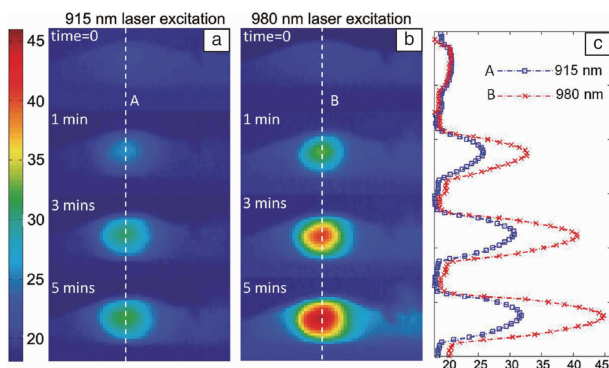 915 nm laser excitation
980 nm laser excitation
45
40
35
30
25
20
time=0
a
A
1 min
3 mins
5 mins
time=0
b
B
1 min
3 mins
5 mins
c
A 915 nm
B 980 nm
20 25 30 35 40 45